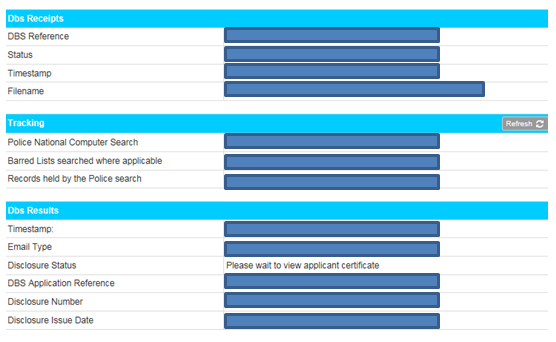 Dbs Receipts
DBS Reference
Status
Timestamp
Filename
Tracking Refresh
Police National Computer Search
Barred Lists searched where applicable
Records held by the Police search
Dbs Results
Timestamp:
Email Type
Disclosure Status Please wait to view applicant certificate
DBS Application Reference
Disclosure Number
Disclosure Issue Date